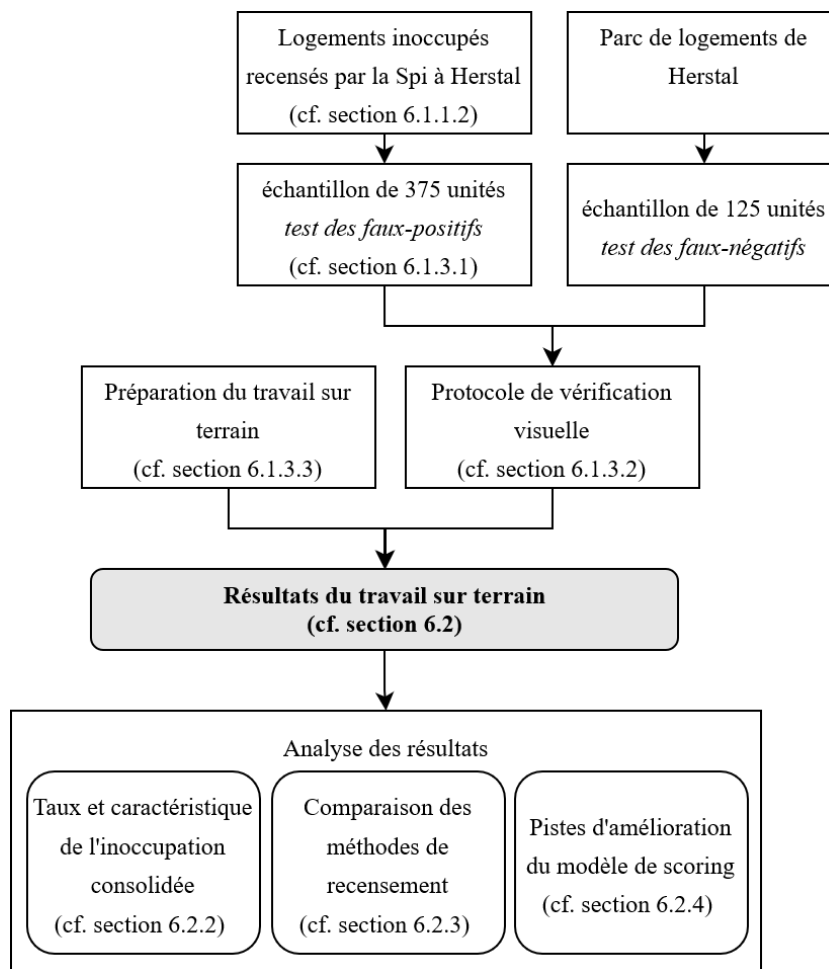 Logements inoccupés
recensés par la Spi à Herstal
(cf. section 6.1.1.2)
Parc de logements de
Herstal
échantillon de 375 unités
test des faux-positifs
(cf. section 6.1.3.1)
échantillon de 125 unités
test des faux-négatifs
Préparation du travail sur
terrain
(cf. section 6.1.3.3)
Protocole de vérification
visuelle
(cf. section 6.1.3.2)
Résultats du travail sur terrain
(cf. section 6.2)
Analyse des résultats
Taux et caractéristique
de l'inoccupation
consolidée
(cf. section 6.2.2)
Comparaison des
méthodes de
recensement
(cf. section 6.2.3)
Pistes d'amélioration
du modèle de scoring
(cf. section 6.2.4)